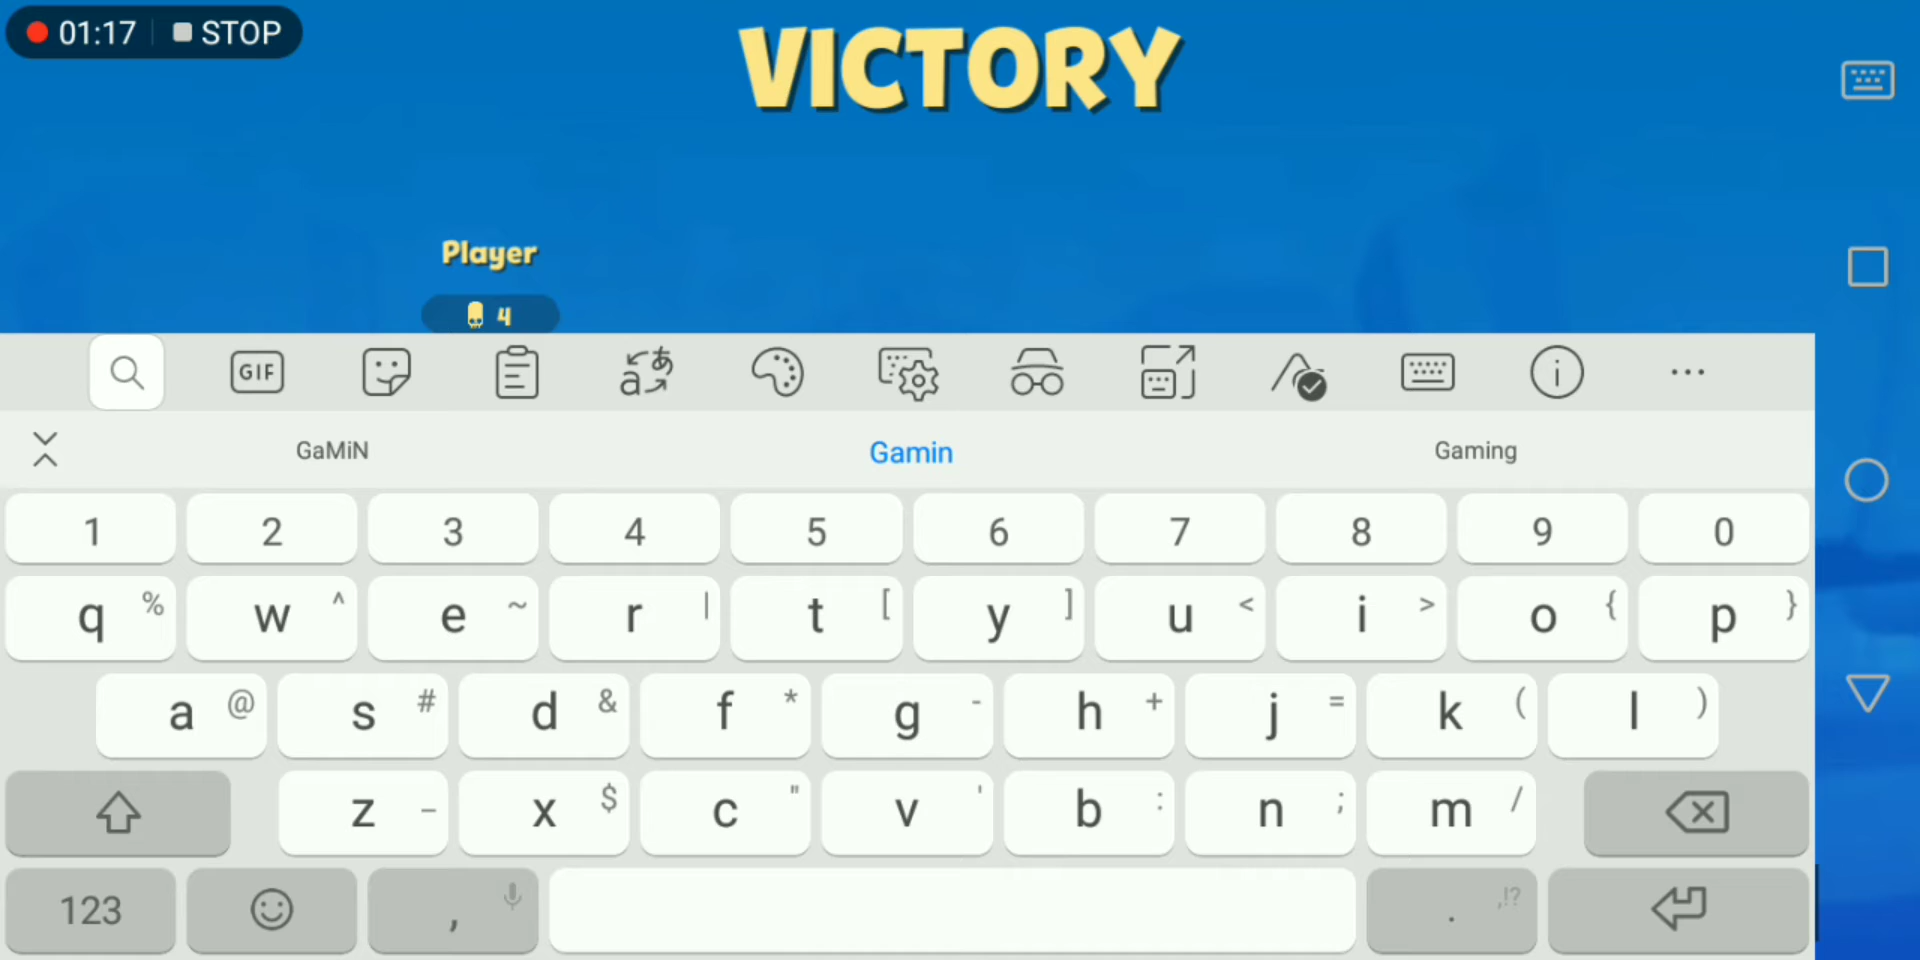 01:17 STOP
VICTORY
Player
4
GIF あ a i ...
GaMiN Gamin Gaming
1 2 3 4 5 6 7 8 9 0
q % w ^ e ~ r | t [ y ] u < i > o { p }
a @ s # d & f * g - h + j = k ( l )
z _ x $ c " v ' b : n ; m /
123 , . ,!?